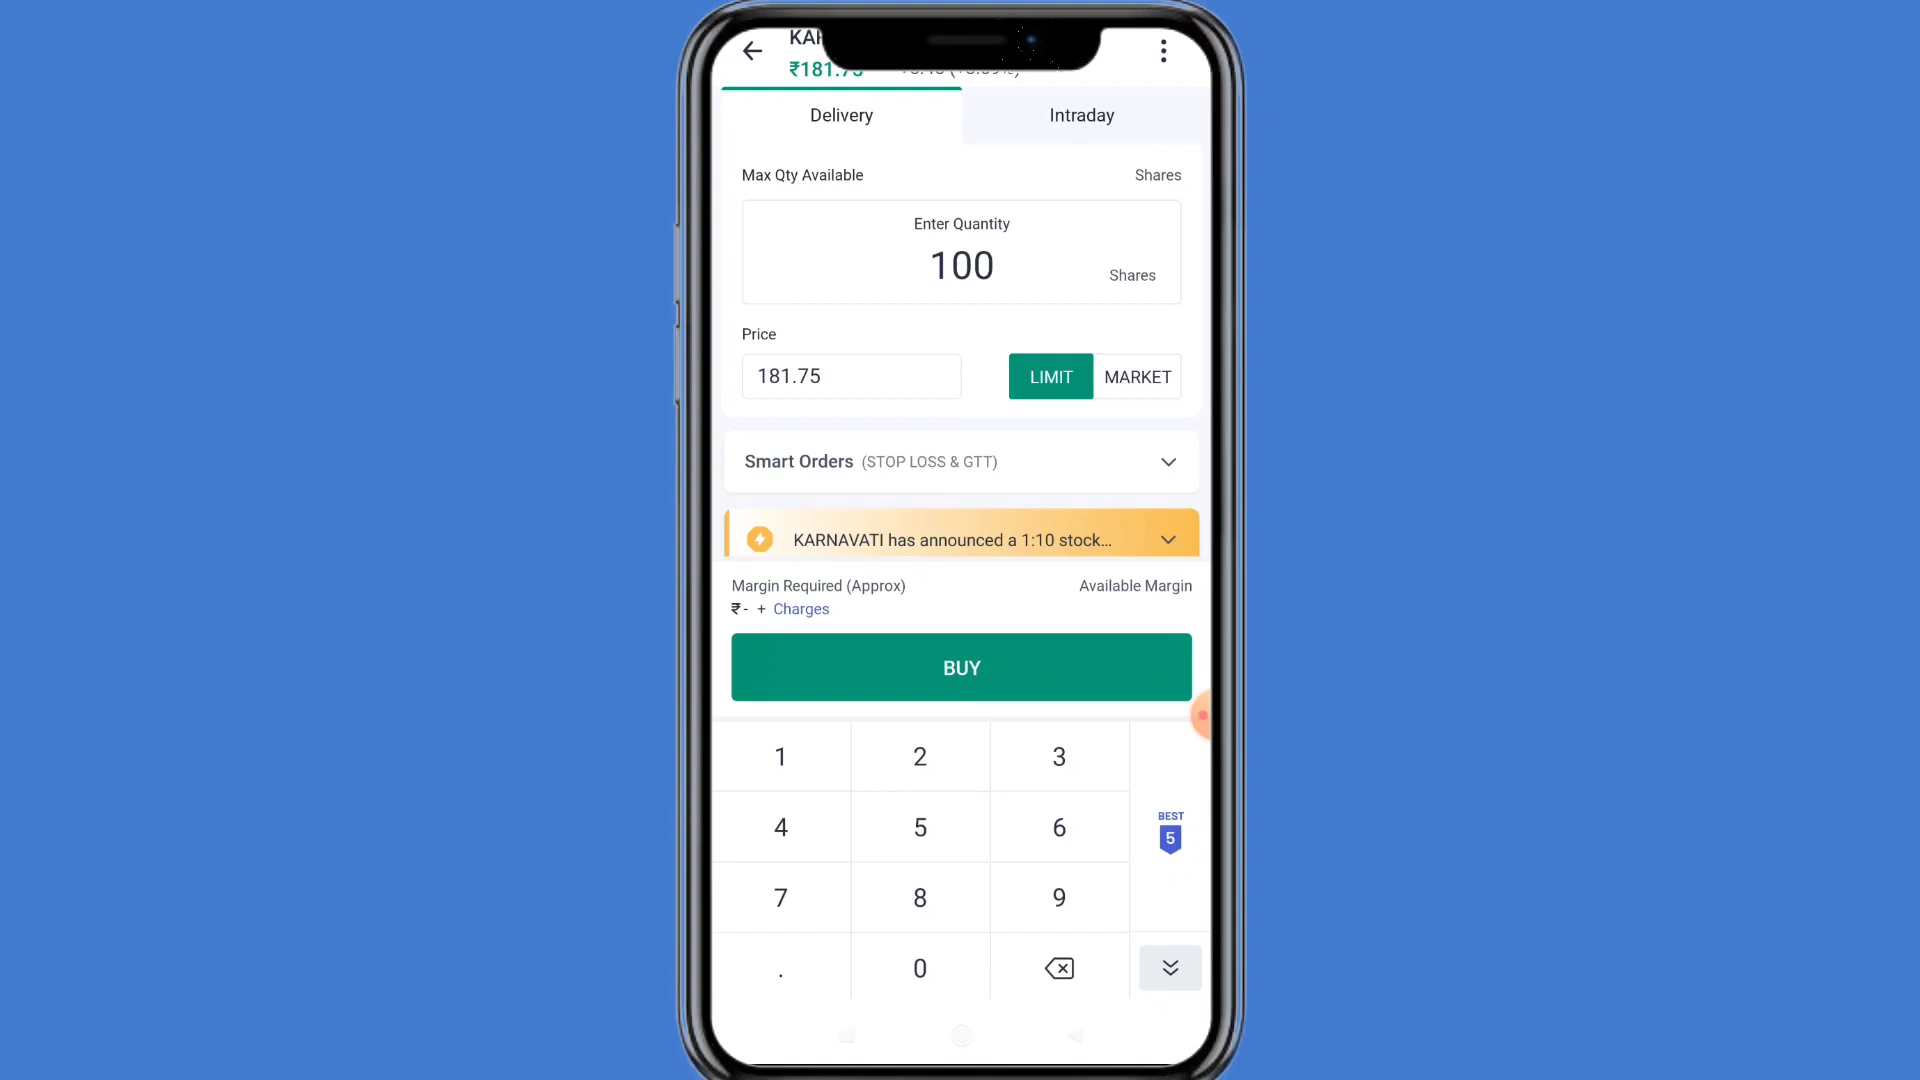 Delivery
Intraday
Max Qty Available
Shares
Enter Quantity
100
Shares
Price
181.75
LIMIT
MARKET
Smart Orders (STOP LOSS & GTT)
KARNAVATI has announced a 1:10 stock...
Margin Required (Approx)
Available Margin
₹- + Charges
BUY
1 2 3
BEST
5
4 5 6
7 8 9
. 0